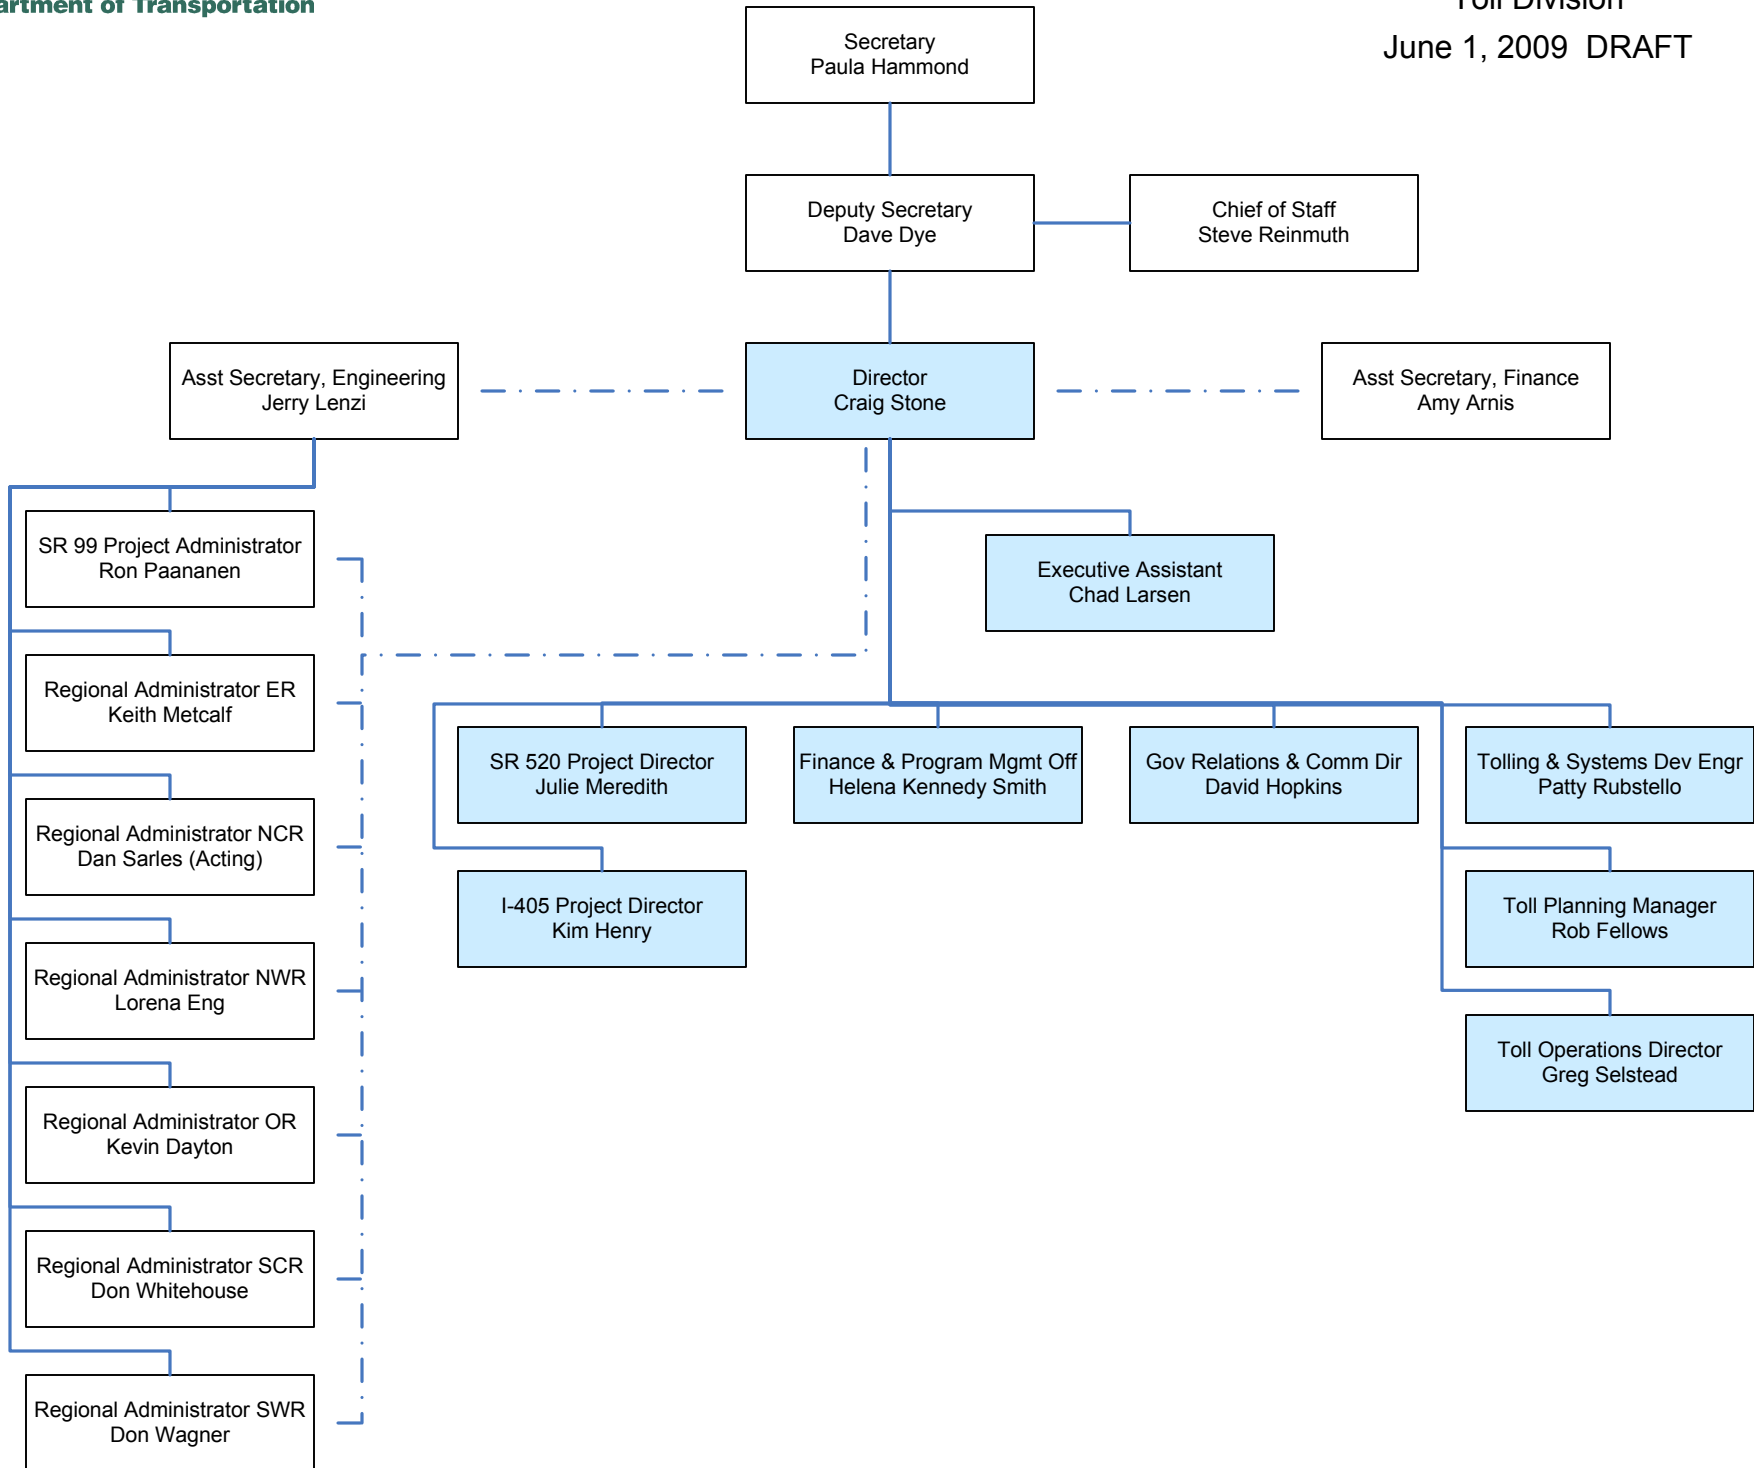 of Transportation
Toll Division
June 1, 2009 DRAFT
Secretary
Paula Hammond
Deputy Secretary
Dave Dye
Chief of Staff
Steve Reinmuth
Asst Secretary, Engineering
Jerry Lenzi
Director
Craig Stone
Asst Secretary, Finance
Amy Arnis
SR 99 Project Administrator
Ron Paananen
Executive Assistant
Chad Larsen
Regional Administrator ER
Keith Metcalf
SR 520 Project Director
Julie Meredith
Finance & Program Mgmt Off
Helena Kennedy Smith
Gov Relations & Comm Dir
David Hopkins
Tolling & Systems Dev Engr
Patty Rubstello
Regional Administrator NCR
Dan Sarles (Acting)
I-405 Project Director
Kim Henry
Toll Planning Manager
Rob Fellows
Regional Administrator NWR
Lorena Eng
Toll Operations Director
Greg Selstead
Regional Administrator OR
Kevin Dayton
Regional Administrator SCR
Don Whitehouse
Regional Administrator SWR
Don Wagner